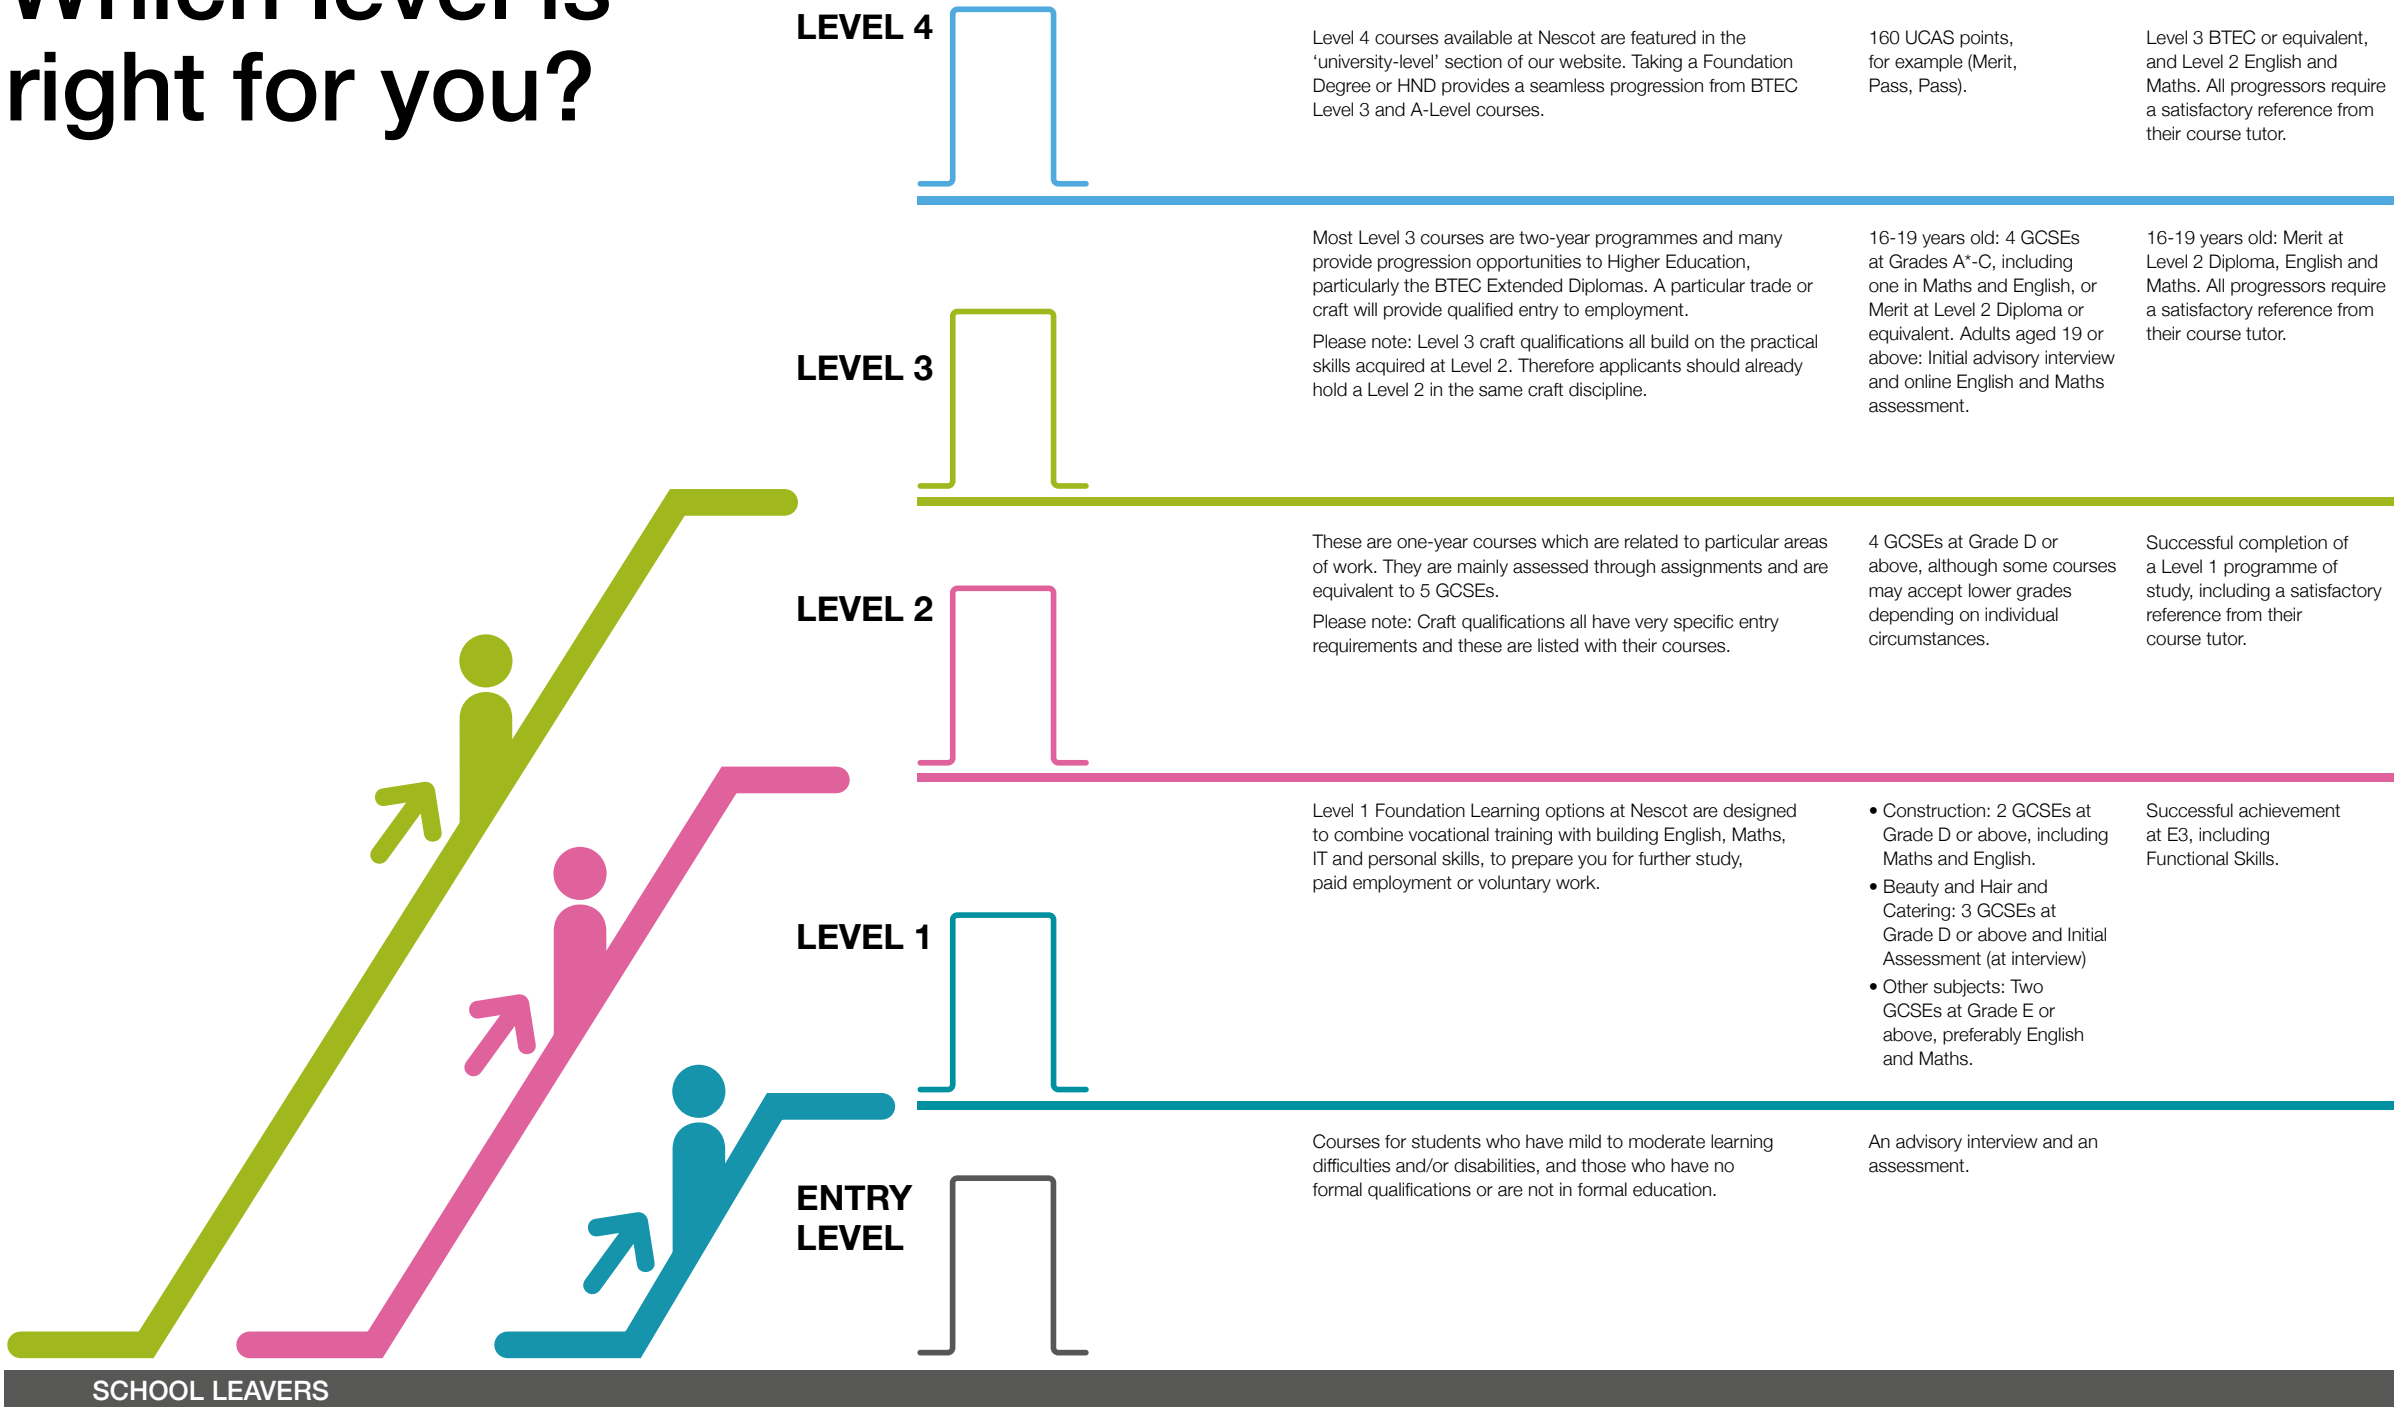 Which level is
right for you?
LEVEL 4
Level 4 courses available at Nescot are featured in the
‘university-level’ section of our website. Taking a Foundation
Degree or HND provides a seamless progression from BTEC
Level 3 and A-Level courses.
160 UCAS points,
for example (Merit,
Pass, Pass).
Level 3 BTEC or equivalent,
and Level 2 English and
Maths. All progressors require
a satisfactory reference from
their course tutor.
LEVEL 3
Most Level 3 courses are two-year programmes and many
provide progression opportunities to Higher Education,
particularly the BTEC Extended Diplomas. A particular trade or
craft will provide qualified entry to employment.
Please note: Level 3 craft qualifications all build on the practical
skills acquired at Level 2. Therefore applicants should already
hold a Level 2 in the same craft discipline.
16-19 years old: 4 GCSEs
at Grades A*-C, including
one in Maths and English, or
Merit at Level 2 Diploma or
equivalent. Adults aged 19 or
above: Initial advisory interview
and online English and Maths
assessment.
16-19 years old: Merit at
Level 2 Diploma, English and
Maths. All progressors require
a satisfactory reference from
their course tutor.
LEVEL 2
These are one-year courses which are related to particular areas
of work. They are mainly assessed through assignments and are
equivalent to 5 GCSEs.
Please note: Craft qualifications all have very specific entry
requirements and these are listed with their courses.
4 GCSEs at Grade D or
above, although some courses
may accept lower grades
depending on individual
circumstances.
Successful completion of
a Level 1 programme of
study, including a satisfactory
reference from their
course tutor.
LEVEL 1
Level 1 Foundation Learning options at Nescot are designed
to combine vocational training with building English, Maths,
IT and personal skills, to prepare you for further study,
paid employment or voluntary work.
• Construction: 2 GCSEs at
Grade D or above, including
Maths and English.
• Beauty and Hair and
Catering: 3 GCSEs at
Grade D or above and Initial
Assessment (at interview)
• Other subjects: Two
GCSEs at Grade E or
above, preferably English
and Maths.
Successful achievement
at E3, including
Functional Skills.
ENTRY
LEVEL
Courses for students who have mild to moderate learning
difficulties and/or disabilities, and those who have no
formal qualifications or are not in formal education.
An advisory interview and an
assessment.
SCHOOL LEAVERS